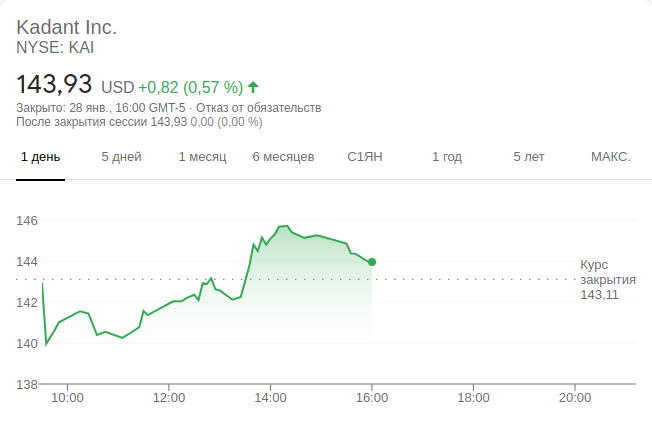 Kadant Inc.
NYSE: KAI
143,93 USD +0,82 (0,57 %)
Закрыто: 28 янв., 16:00 GMT-5 · Отказ от обязательств
После закрытия сессии 143,93 0,00 (0,00 %)
1 день 5 дней 1 месяц 6 месяцев С1ЯН 1 год 5 лет МАКС.
146
144
142
140
138
Курс
закрытия
143,11
10:00 12:00 14:00 16:00 18:00 20:00